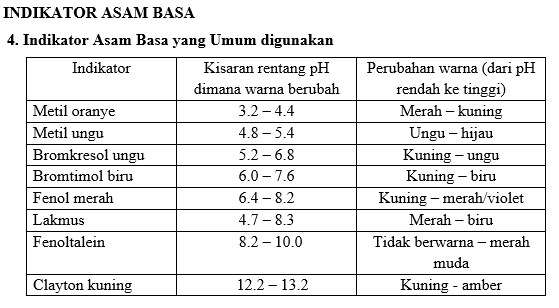 INDIKATOR ASAM BASA
4. Indikator Asam Basa yang Umum digunakan
Indikator Kisaran rentang pH dimana warna berubah Perubahan warna (dari pH rendah ke tinggi)
Metil oranye 3.2 – 4.4 Merah – kuning
Metil ungu 4.8 – 5.4 Ungu – hijau
Bromkresol ungu 5.2 – 6.8 Kuning – ungu
Bromtimol biru 6.0 – 7.6 Kuning – biru
Fenol merah 6.4 – 8.2 Kuning – merah/violet
Lakmus 4.7 – 8.3 Merah – biru
Fenoltalein 8.2 – 10.0 Tidak berwarna – merah muda
Clayton kuning 12.2 – 13.2 Kuning - amber